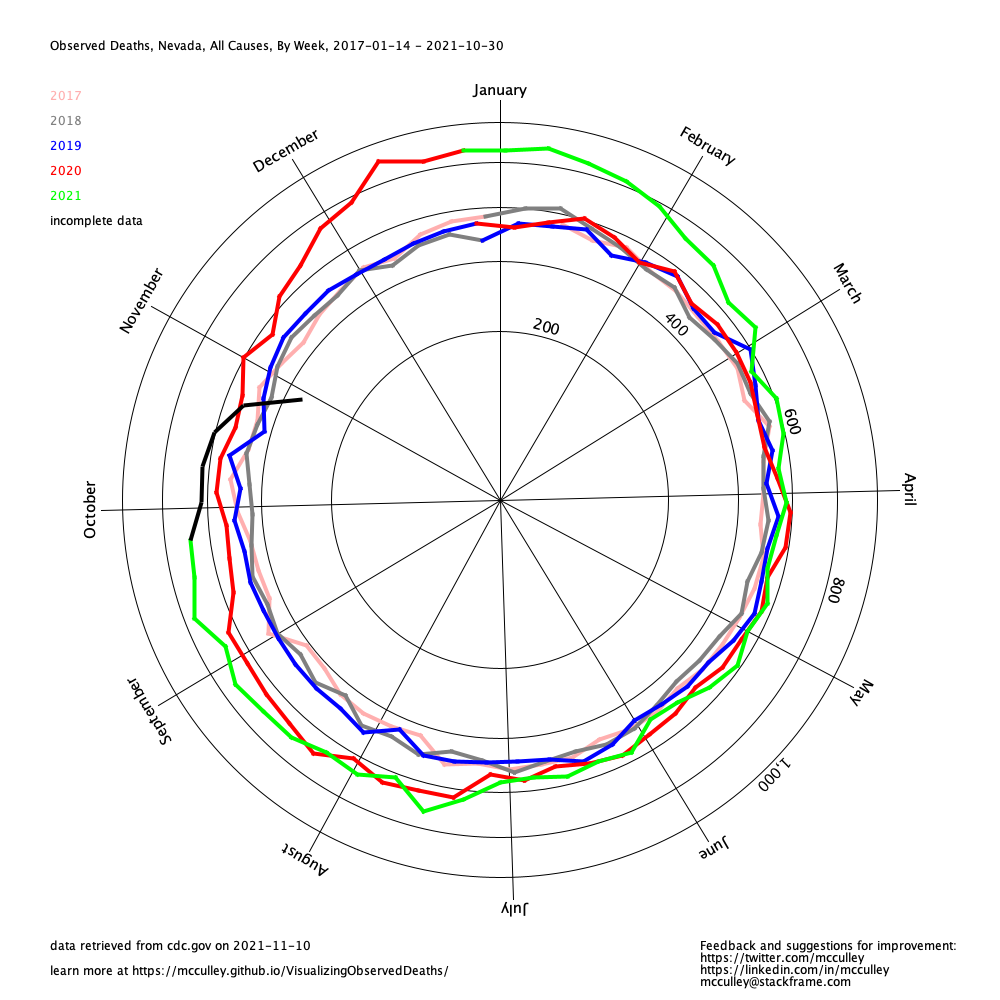 Observed Deaths, Nevada, All Causes, By Week, 2017-01-14 - 2021-10-30
2017
2018
2019
2020
2021
incomplete data
January
February
March
April
May
June
July
August
September
October
November
December
200
400
600
800
1,000
data retrieved from cdc.gov on 2021-11-10
learn more at https://mcculley.github.io/VisualizingObservedDeaths/
Feedback and suggestions for improvement:
https://twitter.com/mcculley
https://linkedin.com/in/mcculley
mcculley@stackframe.com